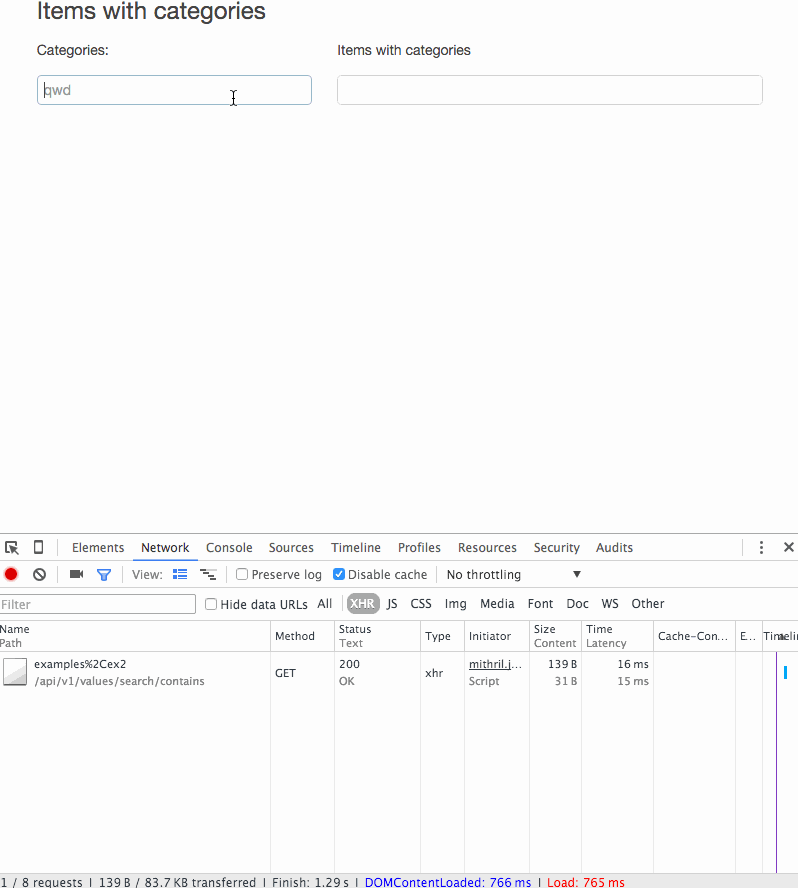 Items with categories
Categories: Items with categories
qwd
Elements Network Console Sources Timeline Profiles Resources Security Audits
View: Preserve log Disable cache No throttling
Filter Hide data URLs All XHR JS CSS Img Media Font Doc WS Other
Name Method Status Type Initiator Size Time Cache-Con... E... Timelin
Path Text Content Latency
examples%2Cex2 GET 200 xhr mithril.j... 139 B 16 ms
/api/v1/values/search/contains OK Script 31 B 15 ms
1 / 8 requests | 139 B / 83.7 KB transferred | Finish: 1.29 s | DOMContentLoaded: 766 ms | Load: 765 ms